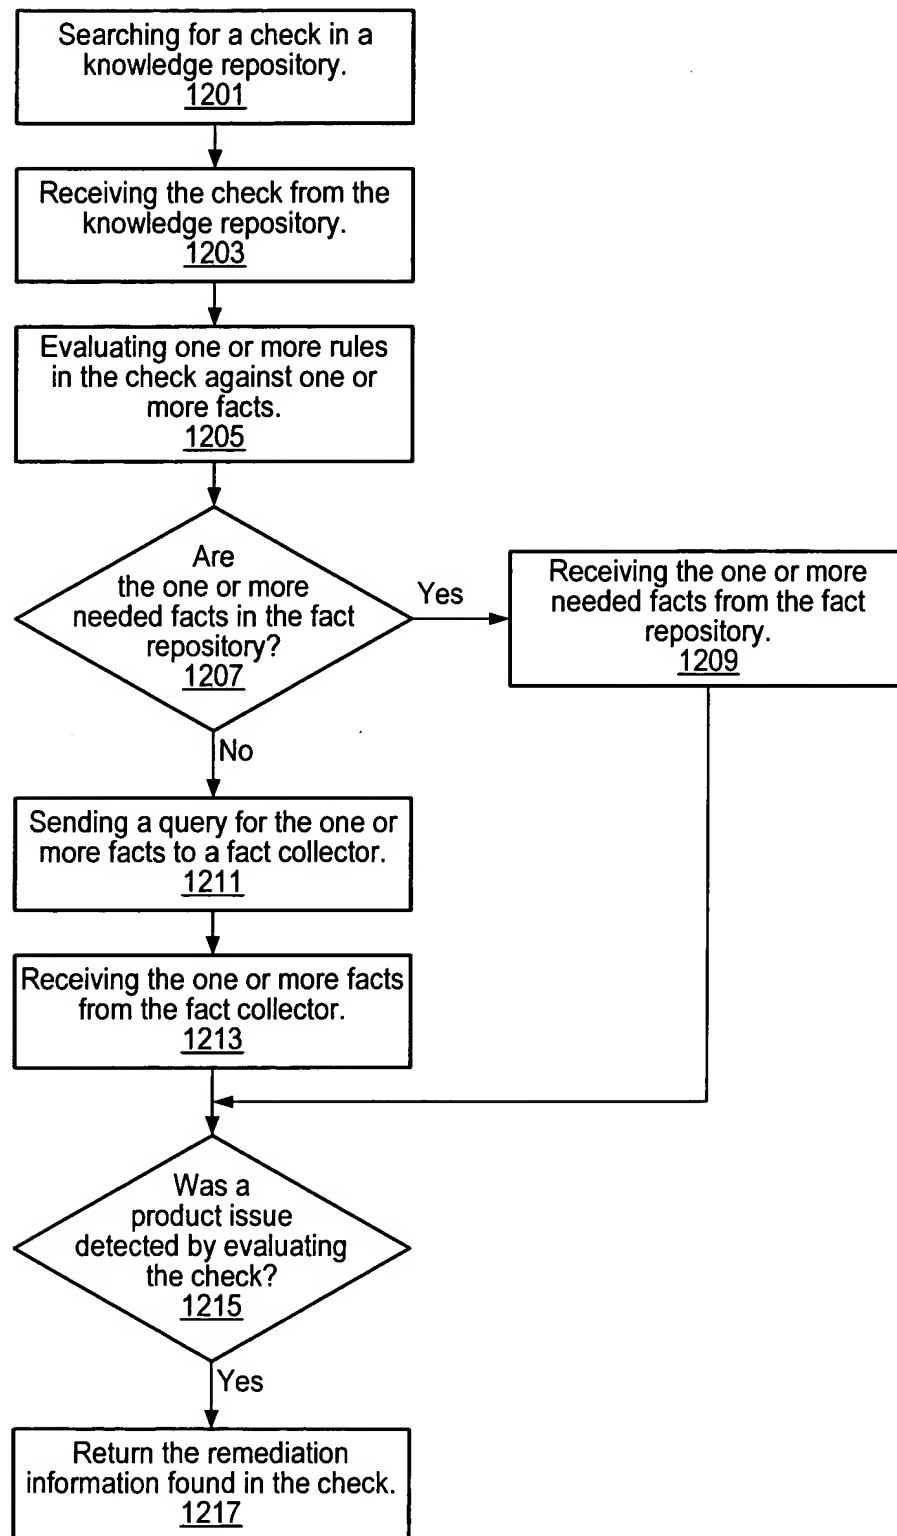 Searching for a check in a
knowledge repository.
1201
Receiving the check from the
knowledge repository.
1203
Evaluating one or more rules
in the check against one or
more facts.
1205
Are
the one or more
needed facts in the fact
repository?
1207
Yes
Receiving the one or more
needed facts from the fact
repository.
1209
No
Sending a query for the one or
more facts to a fact collector.
1211
Receiving the one or more facts
from the fact collector.
1213
Was a
product issue
detected by evaluating
the check?
1215
Yes
Return the remediation
information found in the check.
1217